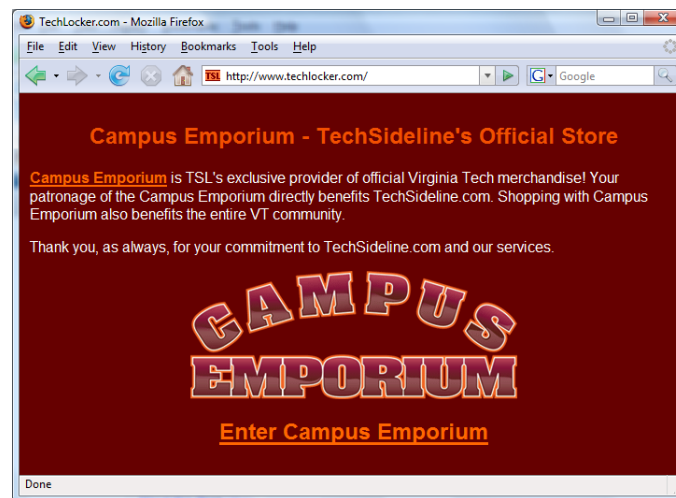 TechLocker.com - Mozilla Firefox
File Edit View History Bookmarks Tools Help
TSL http://www.techlocker.com/ G Google
Campus Emporium - TechSideline's Official Store
Campus Emporium is TSL's exclusive provider of official Virginia Tech merchandise! Your
patronage of the Campus Emporium directly benefits TechSideline.com. Shopping with Campus
Emporium also benefits the entire VT community.
Thank you, as always, for your commitment to TechSideline.com and our services.
CAMPUS
EMPORIUM
Enter Campus Emporium
Done